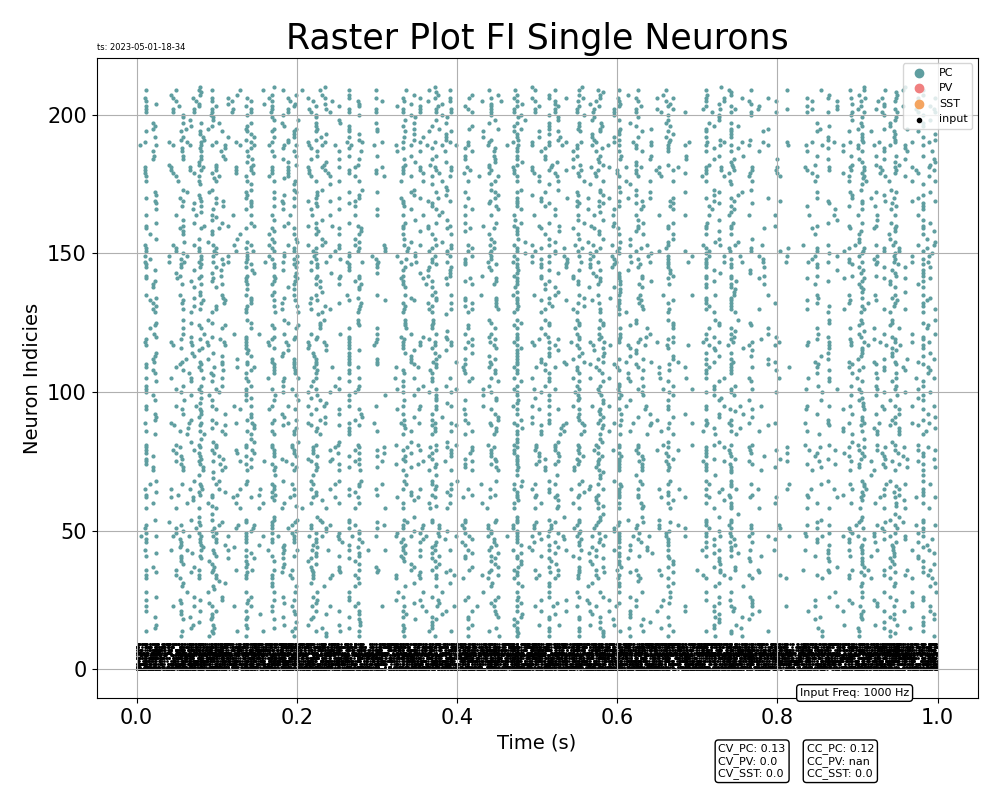 Raster Plot FI Single Neurons
ts: 2023-05-01-18-34
PC
PV
SST
input
200
150
100
50
0
Neuron Indicies
0.0 0.2 0.4 0.6 0.8 1.0
Time (s)
Input Freq: 1000 Hz
CV_PC: 0.13
CV_PV: 0.0
CV_SST: 0.0
CC_PC: 0.12
CC_PV: nan
CC_SST: 0.0